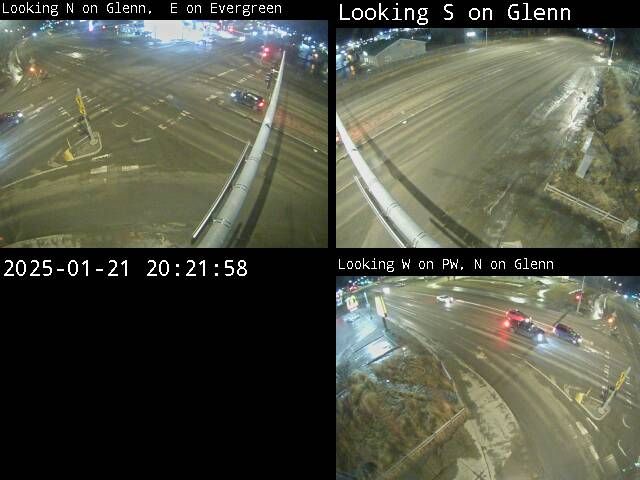 Looking N on Glenn,  E on Evergreen
Looking S on Glenn
2025-01-21 20:21:58
Looking W on PW, N on Glenn